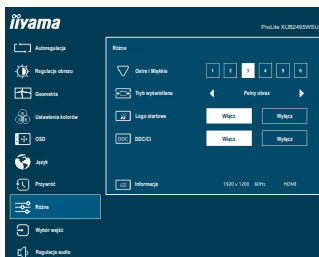 iiyama
ProLite XUB2495WSU
Autoregulacja
Różne
Regulacja obrazu
Ostre i Miękkie
1 2 3 4 5 6
Geometria
Tryb wyświetlana
Pełny obraz
Ustawienia kolorów
Logo startowe
Włącz
Wyłącz
OSD
DDC DDC/CI
Włącz
Wyłącz
Język
Przywróć
Informacja
1920 x 1200 60Hz HDMI
Różne
Wybór wejść
Regulacja audio